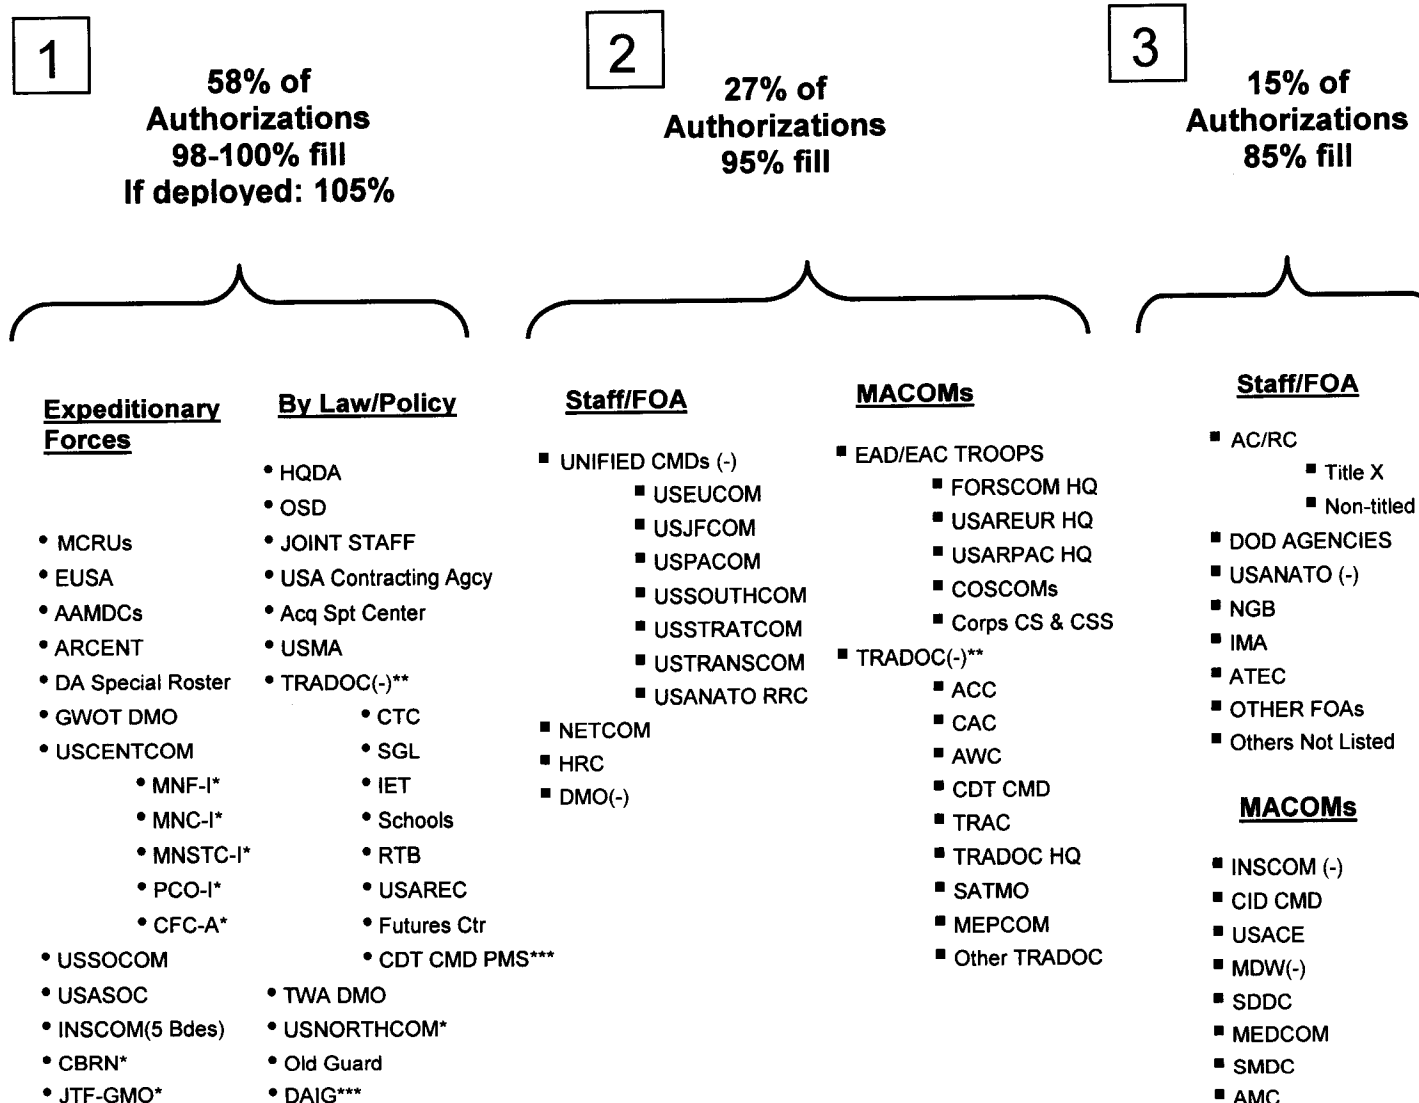 1
58% of
Authorizations
98-100% fill
If deployed: 105%
2
27% of
Authorizations
95% fill
3
15% of
Authorizations
85% fill
Expeditionary
Forces
• MCRUs
• EUSA
• AAMDCs
• ARCENT
• DA Special Roster
• GWOT DMO
• USCENTCOM
• MNF-I*
• MNC-I*
• MNSTC-I*
• PCO-I*
• CFC-A*
• USSOCOM
• USASOC
• INSCOM(5 Bdes)
• CBRN*
• JTF-GMO*
By Law/Policy
• HQDA
• OSD
• JOINT STAFF
• USA Contracting Agcy
• Acq Spt Center
• USMA
• TRADOC(-)**
• CTC
• SGL
• IET
• Schools
• RTB
• USAREC
• Futures Ctr
• CDT CMD PMS***
• TWA DMO
• USNORTHCOM*
• Old Guard
• DAIG***
Staff/FOA
■ UNIFIED CMDs (-)
■ USEUCOM
■ USJFCOM
■ USPACOM
■ USSOUTHCOM
■ USSTRATCOM
■ USTRANSCOM
■ USANATO RRC
■ NETCOM
■ HRC
■ DMO(-)
MACOMs
■ EAD/EAC TROOPS
■ FORSCOM HQ
■ USAREUR HQ
■ USARPAC HQ
■ COSCOMs
■ Corps CS & CSS
■ TRADOC(-)**
■ ACC
■ CAC
■ AWC
■ CDT CMD
■ TRAC
■ TRADOC HQ
■ SATMO
■ MEPCOM
■ Other TRADOC
Staff/FOA
■ AC/RC
■ Title X
■ Non-titled
■ DOD AGENCIES
■ USANATO (-)
■ NGB
■ IMA
■ ATEC
■ OTHER FOAs
■ Others Not Listed
MACOMs
■ INSCOM (-)
■ CID CMD
■ USACE
■ MDW(-)
■ SDDC
■ MEDCOM
■ SMDC
■ AMC